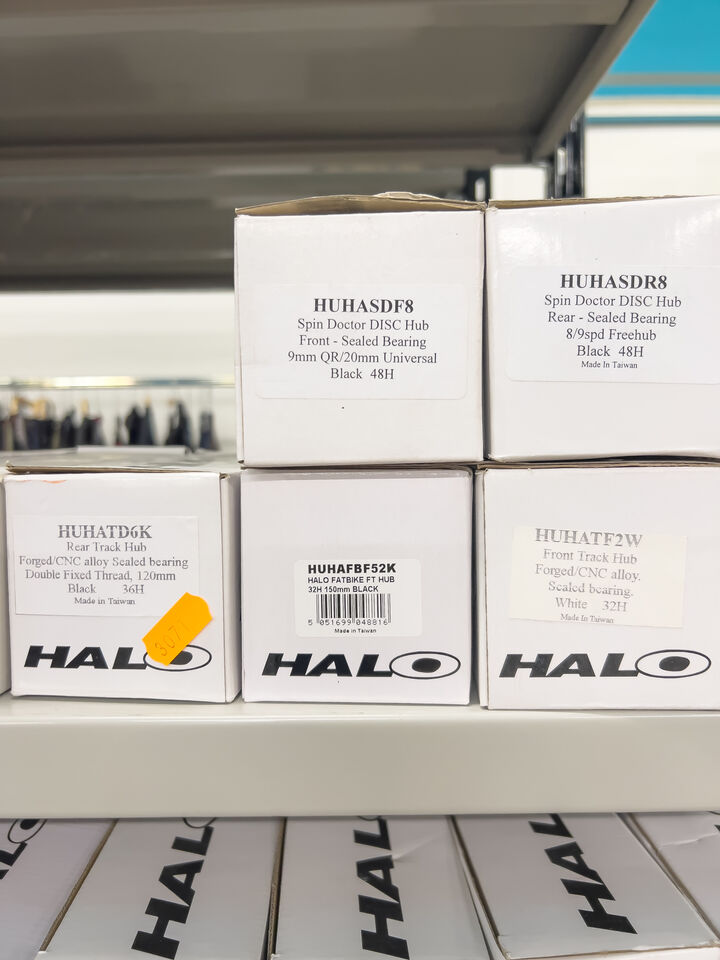 HUHASDF8
Spin Doctor DISC Hub
Front - Sealed Bearing
9mm QR/20mm Universal
Black 48H
HUHASDR8
Spin Doctor DISC Hub
Rear - Sealed Bearing
8/9spd Freehub
Black 48H
Made In Taiwan
HUHATD6K
Rear Track Hub
Forged/CNC alloy Sealed bearing
Double Fixed Thread, 120mm
Black 36H
Made in Taiwan
3071
HALO
HUHAFBF52K
HALO FATBIKE FT HUB
32H 150mm BLACK
5 051699 048816
Made in Taiwan
HALO
HUHATF2W
Front Track Hub
Forged/CNC alloy.
Sealed bearing.
White 32H
Made In Taiwan
HALO
HALO
HALO
HAL